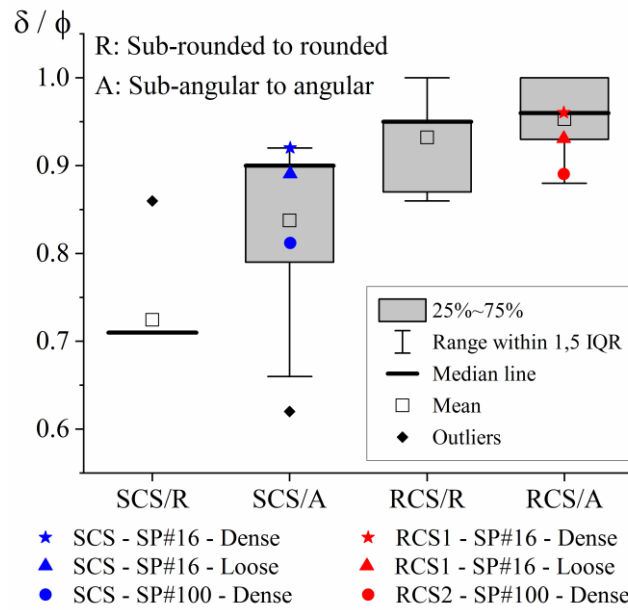 δ / ϕ
R: Sub-rounded to rounded
1.0
A: Sub-angular to angular
0.9
0.8
0.7
0.6
25%~75%
Range within 1,5 IQR
Median line
Mean
Outliers
SCS/R SCS/A RCS/R RCS/A
SCS - SP#16 - Dense RCS1 - SP#16 - Dense
SCS - SP#16 - Loose RCS1 - SP#16 - Loose
SCS - SP#100 - Dense RCS2 - SP#100 - Dense